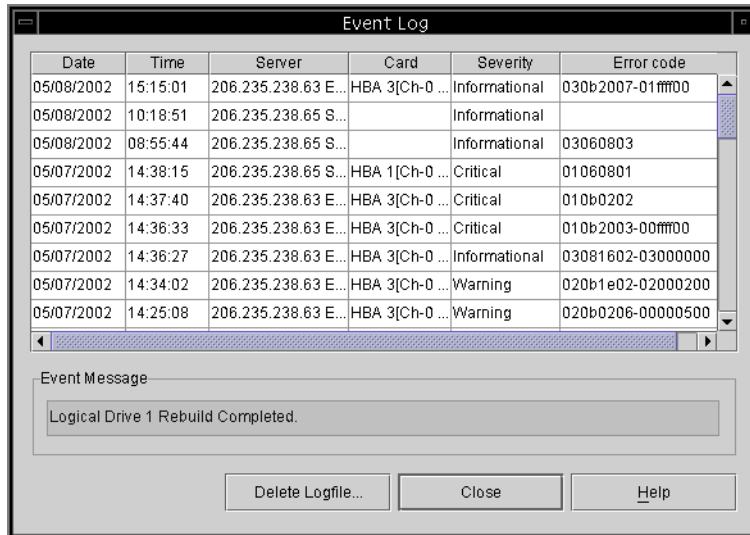 Event Log
Date Time Server Card Severity Error code
05/08/2002 15:15:01 206.235.238.63 E... HBA 3[Ch-0 ... Informational 030b2007-01ffff00
05/08/2002 10:18:51 206.235.238.65 S... Informational
05/08/2002 08:55:44 206.235.238.65 S... Informational 03060803
05/07/2002 14:38:15 206.235.238.65 S... HBA 1[Ch-0 ... Critical 01060801
05/07/2002 14:37:40 206.235.238.63 E... HBA 3[Ch-0 ... Critical 010b0202
05/07/2002 14:36:33 206.235.238.63 E... HBA 3[Ch-0 ... Critical 010b2003-00ffff00
05/07/2002 14:36:27 206.235.238.63 E... HBA 3[Ch-0 ... Informational 03081602-03000000
05/07/2002 14:34:02 206.235.238.63 E... HBA 3[Ch-0 ... Warning 020b1e02-02000200
05/07/2002 14:25:08 206.235.238.63 E... HBA 3[Ch-0 ... Warning 020b0206-00000500
Event Message
Logical Drive 1 Rebuild Completed.
Delete Logfile... Close Help